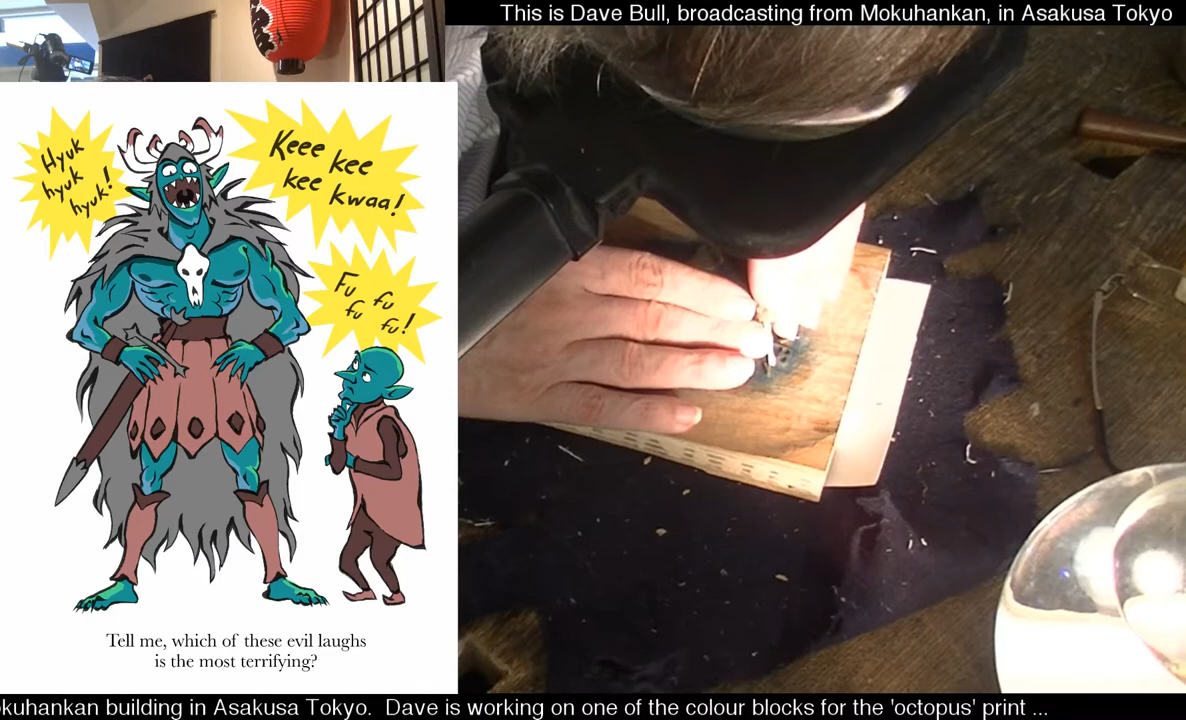 This is Dave Bull, broadcasting from Mokuhankan, in Asakusa Tokyo
Hyuk
hyuk
hyuk!
Keee kee
kee kwaa!
Fu fu
fu fu!
Tell me, which of these evil laughs
is the most terrifying?
okuhankan building in Asakusa Tokyo. Dave is working on one of the colour blocks for the 'octopus' print ...